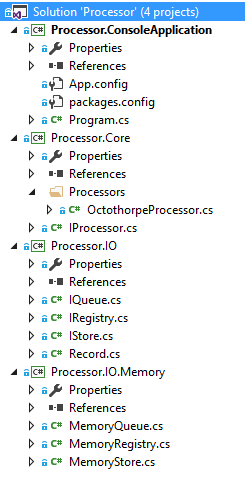 Solution 'Processor' (4 projects)
C# Processor.ConsoleApplication
Properties
References
App.config
packages.config
C# Program.cs
C# Processor.Core
Properties
References
Processors
C# OctothorpeProcessor.cs
C# IProcessor.cs
C# Processor.IO
Properties
References
C# IQueue.cs
C# IRegistry.cs
C# IStore.cs
C# Record.cs
C# Processor.IO.Memory
Properties
References
C# MemoryQueue.cs
C# MemoryRegistry.cs
C# MemoryStore.cs